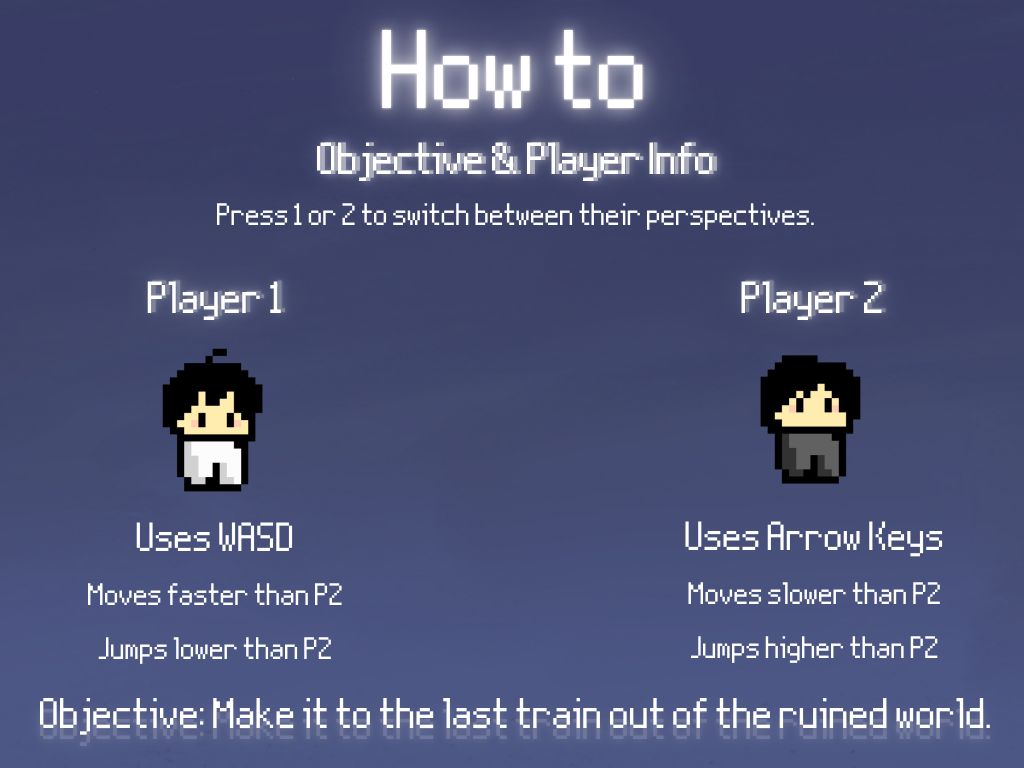 How to
Objective & Player Info
Press 1 or 2 to switch between their perspectives.
Player 1
Player 2
Uses WASD
Uses Arrow Keys
Moves faster than P2
Moves slower than P2
Jumps lower than P2
Jumps higher than P2
Objective: Make it to the last train out of the ruined world.